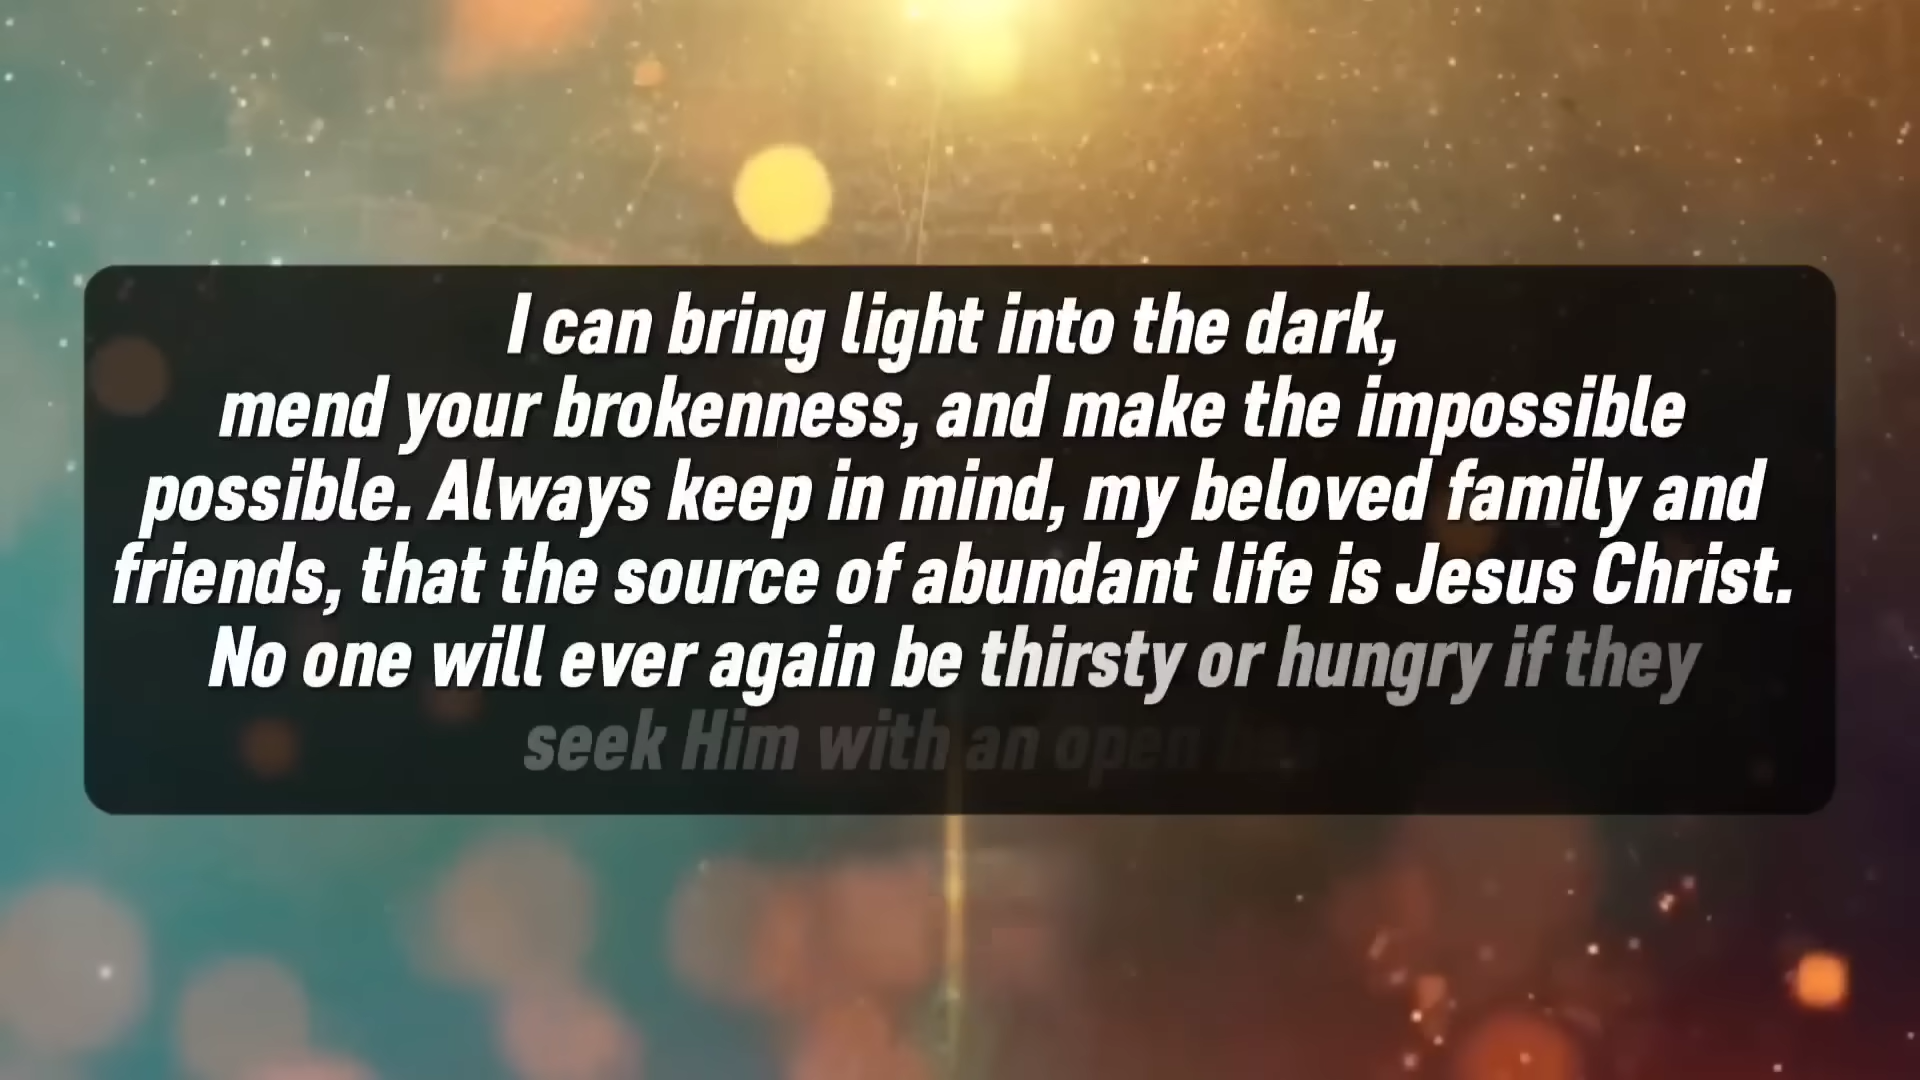 I can bring light into the dark,
mend your brokenness, and make the impossible
possible. Always keep in mind, my beloved family and
friends, that the source of abundant life is Jesus Christ.
No one will ever again be thirsty or hungry if they
seek Him with an open